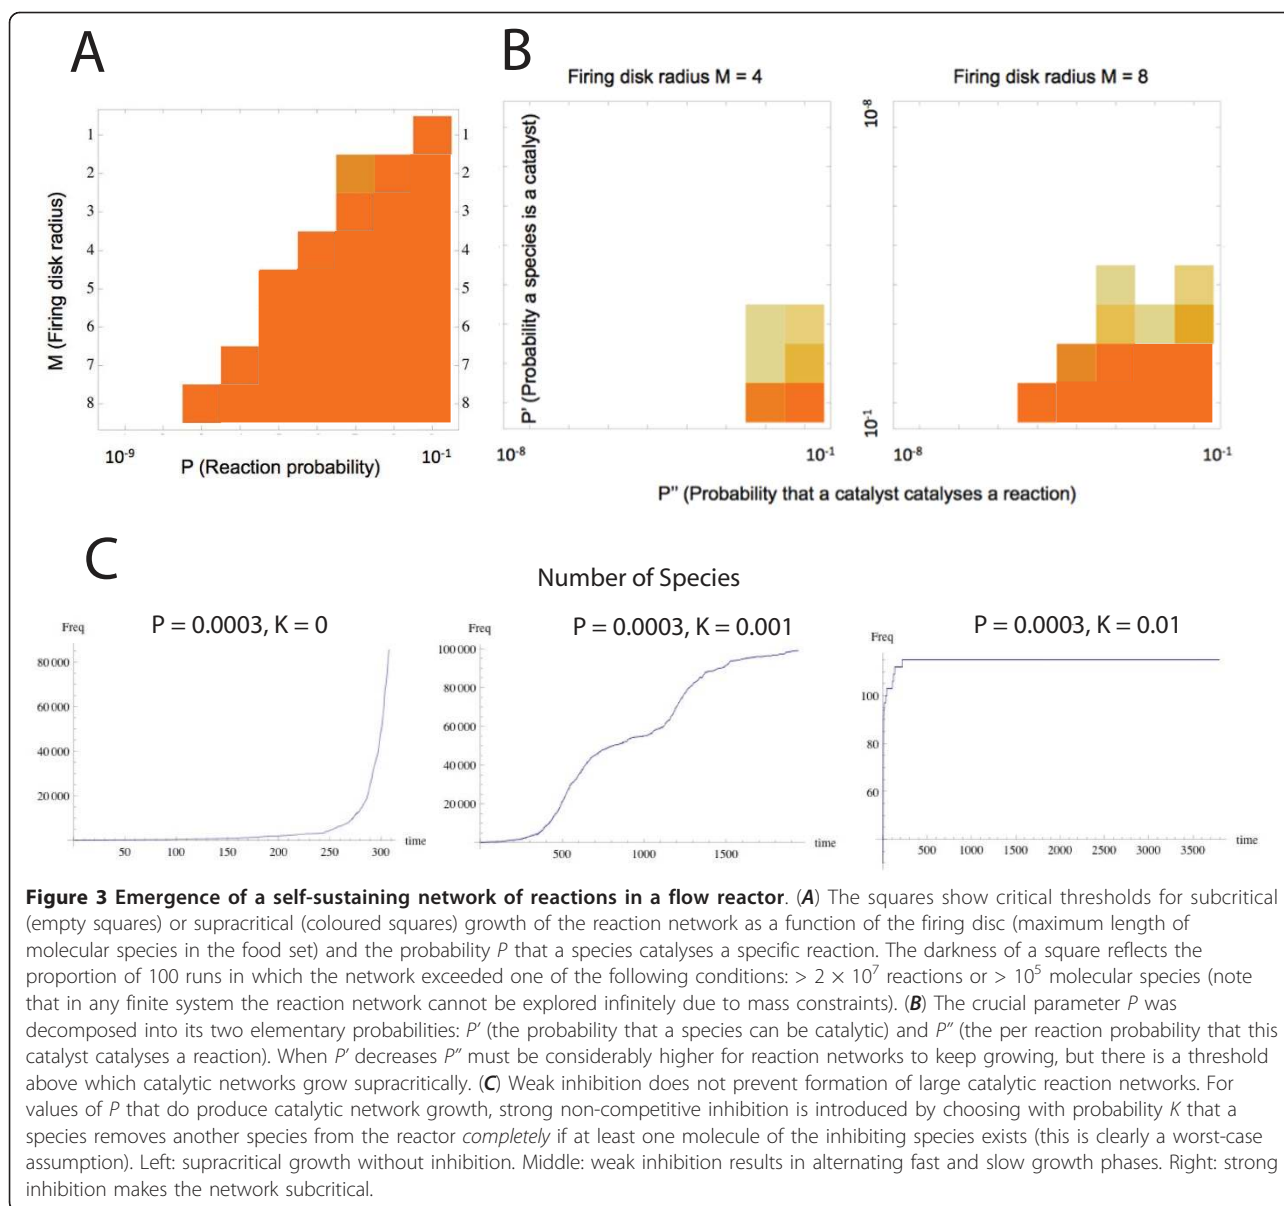 A
1
2
3
4
5
6
7
8
M (Firing disk radius)
1
2
3
4
5
6
7
8
10-9
10-1
P (Reaction probability)
B
Firing disk radius M = 4
Firing disk radius M = 8
P' (Probability a species is a catalyst)
10-8
10-1
10-8
10-1
10-8
10-1
P'' (Probability that a catalyst catalyses a reaction)
C
Number of Species
P = 0.0003, K = 0
Freq
80 000
60 000
40 000
20 000
50
100
150
200
250
300
time
P = 0.0003, K = 0.001
Freq
100 000
80 000
60 000
40 000
20 000
500
1000
1500
time
P = 0.0003, K = 0.01
Freq
100
80
60
500
1000
1500
2000
2500
3000
3500
time
Figure 3 Emergence of a self-sustaining network of reactions in a flow reactor. (A) The squares show critical thresholds for subcritical
(empty squares) or supracritical (coloured squares) growth of the reaction network as a function of the firing disc (maximum length of
molecular species in the food set) and the probability P that a species catalyses a specific reaction. The darkness of a square reflects the
proportion of 100 runs in which the network exceeded one of the following conditions: > 2 × 10⁷ reactions or > 10⁵ molecular species (note
that in any finite system the reaction network cannot be explored infinitely due to mass constraints). (B) The crucial parameter P was
decomposed into its two elementary probabilities: P′ (the probability that a species can be catalytic) and P″ (the per reaction probability that this
catalyst catalyses a reaction). When P′ decreases P″ must be considerably higher for reaction networks to keep growing, but there is a threshold
above which catalytic networks grow supracritically. (C) Weak inhibition does not prevent formation of large catalytic reaction networks. For
values of P that do produce catalytic network growth, strong non-competitive inhibition is introduced by choosing with probability K that a
species removes another species from the reactor completely if at least one molecule of the inhibiting species exists (this is clearly a worst-case
assumption). Left: supracritical growth without inhibition. Middle: weak inhibition results in alternating fast and slow growth phases. Right: strong
inhibition makes the network subcritical.